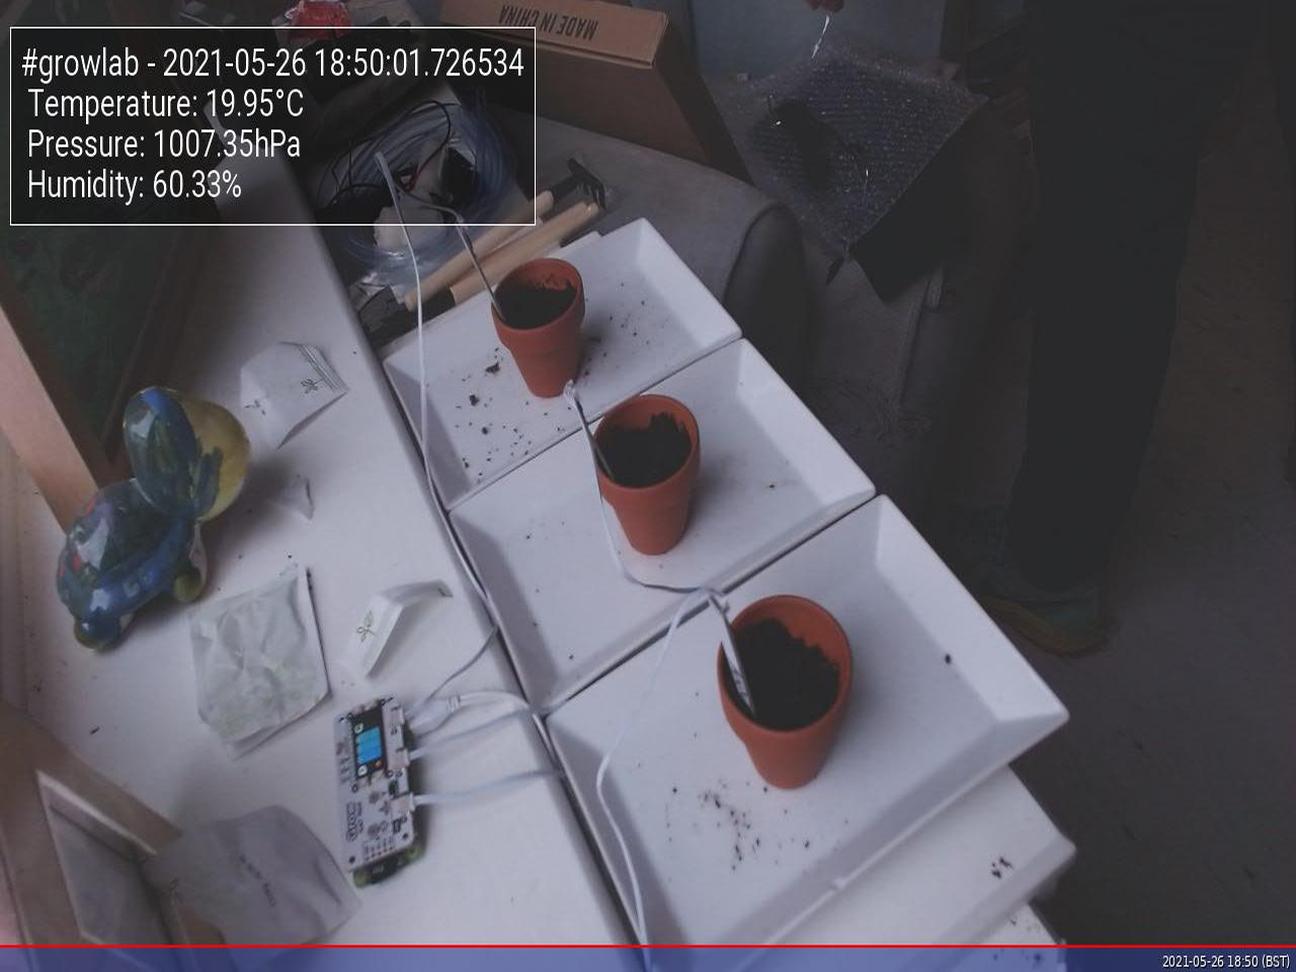 MADE IN CHINA
#growlab - 2021-05-26 18:50:01.726534
Temperature: 19.95°C
Pressure: 1007.35hPa
Humidity: 60.33%
2021-05-26 18:50 (BST)